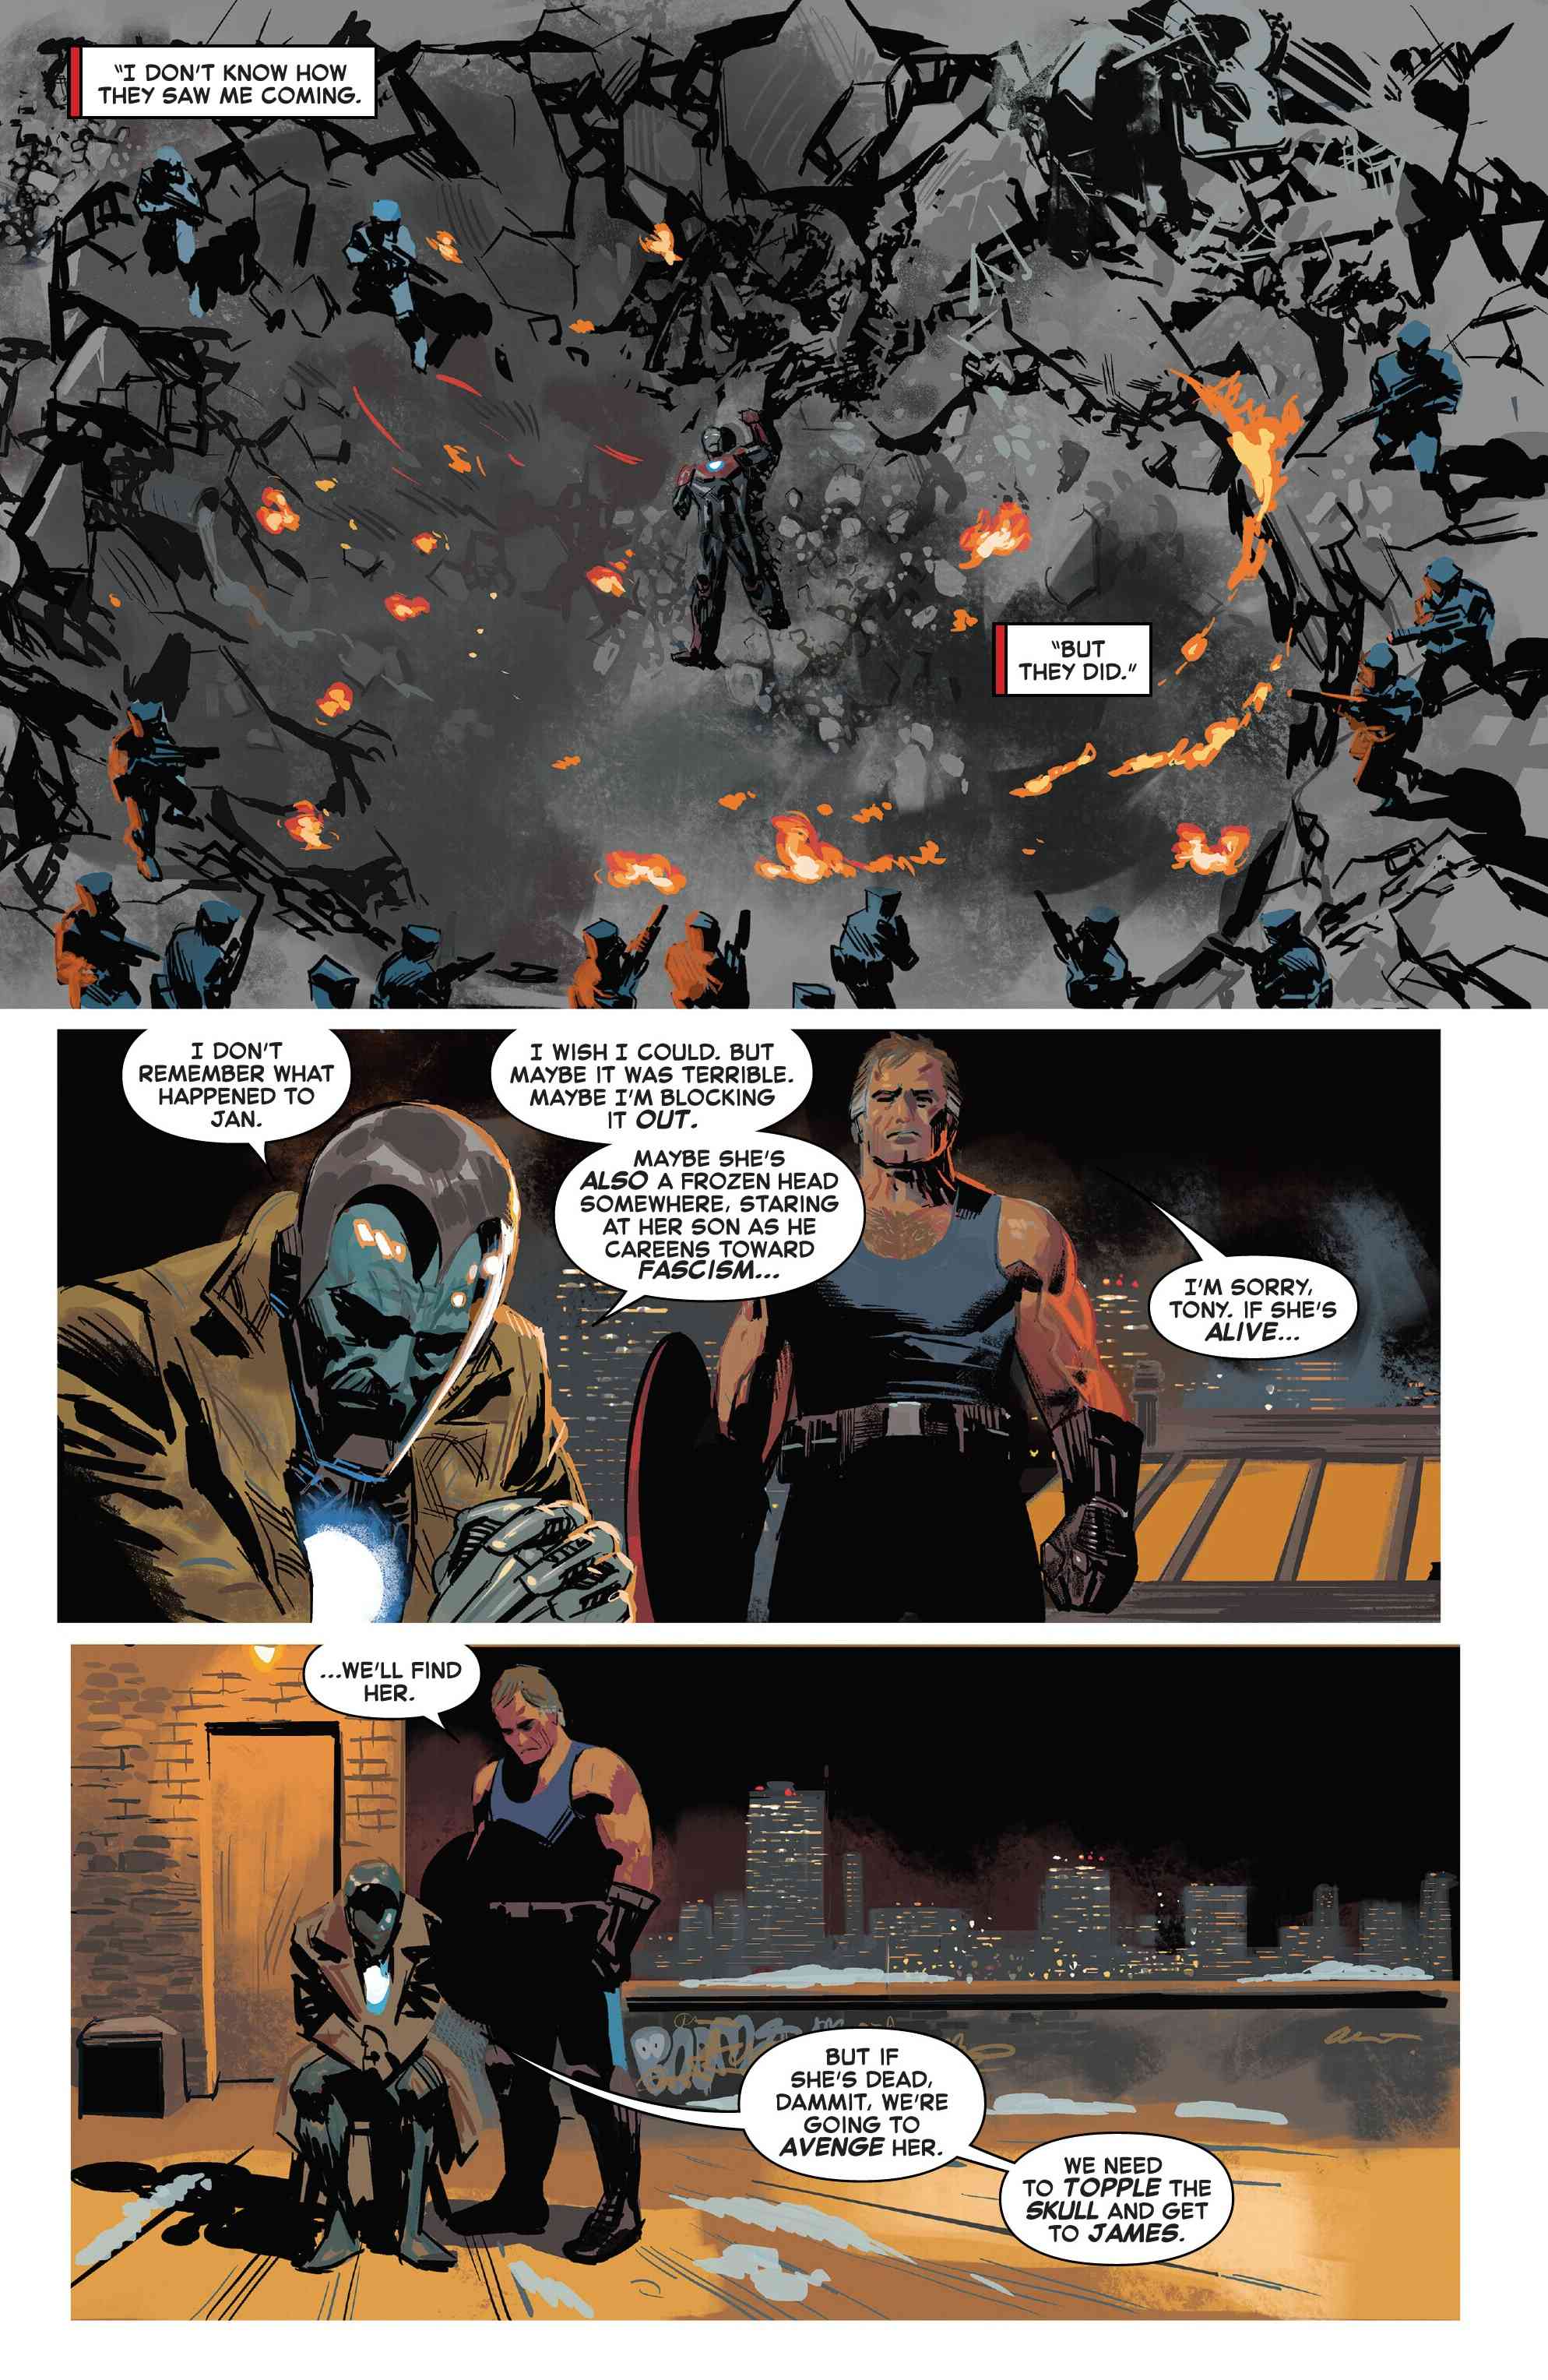 "I DON'T KNOW HOW
THEY SAW ME COMING.
"BUT
THEY DID."
I DON'T
REMEMBER WHAT
HAPPENED TO
JAN.
I WISH I COULD. BUT
MAYBE IT WAS TERRIBLE.
MAYBE I'M BLOCKING
IT OUT.
MAYBE SHE'S
ALSO A FROZEN HEAD
SOMEWHERE, STARING
AT HER SON AS HE
CAREENS TOWARD
FASCISM...
I'M SORRY,
TONY. IF SHE'S
ALIVE...
...WE'LL FIND
HER.
BUT IF
SHE'S DEAD,
DAMMIT, WE'RE
GOING TO
AVENGE HER.
WE NEED
TO TOPPLE THE
SKULL AND GET
TO JAMES.